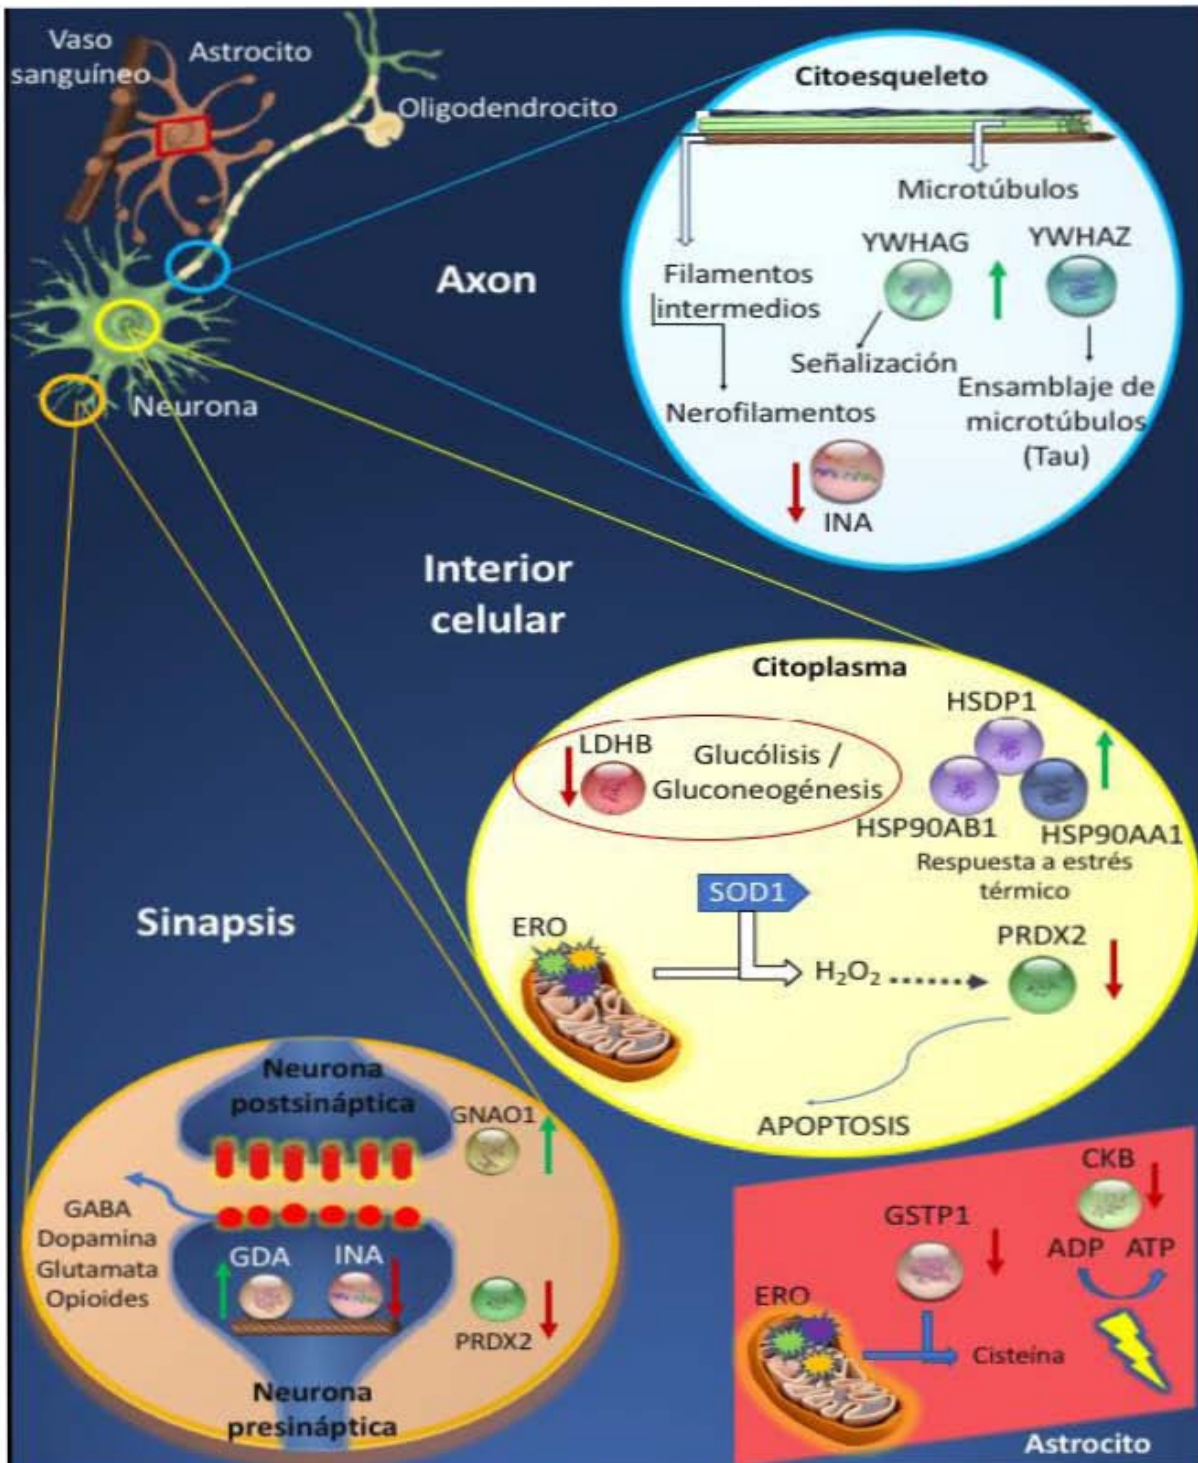 Vaso
sanguíneo
Astrocito
Oligodendrocito
Neurona
Axon
Citoesqueleto
Microtúbulos
YWHAG
YWHAZ
Filamentos
intermedios
Señalización
Ensamblaje de
microtúbulos
(Tau)
Nerofilamentos
INA
Interior
celular
Citoplasma
HSDP1
LDHB
Glucólisis /
Gluconeogénesis
HSP90AB1
HSP90AA1
Respuesta a estrés
térmico
SOD1
ERO
H₂O₂
PRDX2
APOPTOSIS
Sinapsis
Neurona
postsináptica
GNAO1
GABA
Dopamina
Glutamata
Opioides
GDA
INA
PRDX2
Neurona
presináptica
CKB
GSTP1
ADP
ATP
ERO
Cisteína
Astrocito